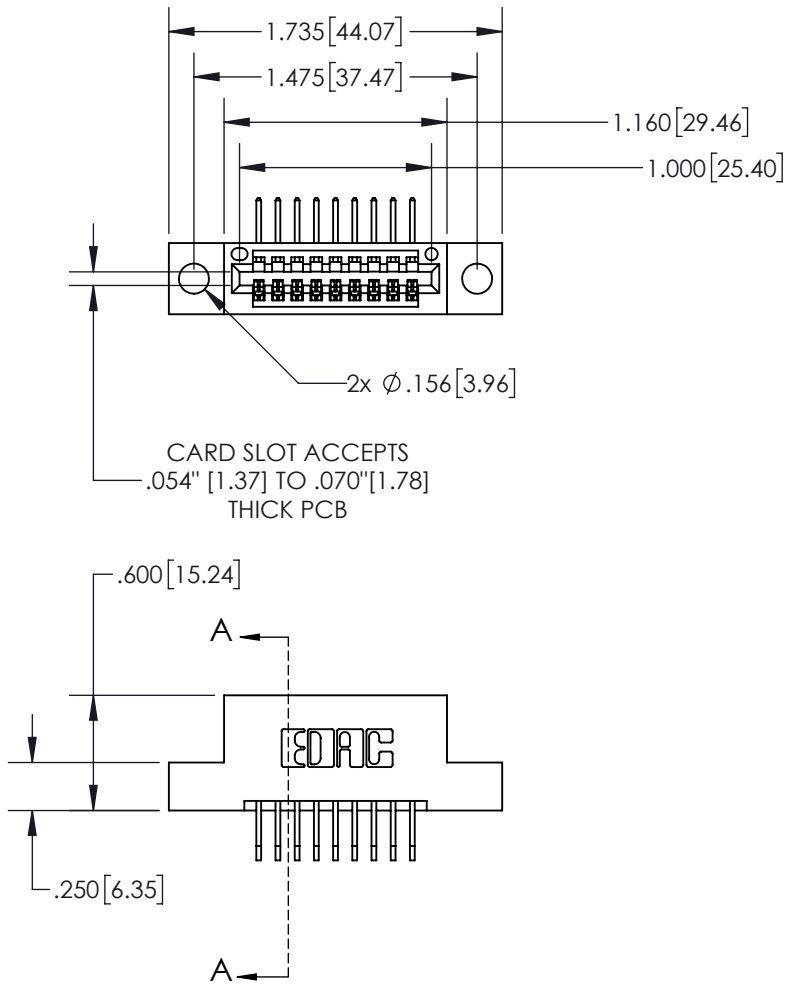 1.735[44.07]
1.475[37.47]
1.160[29.46]
1.000[25.40]
2x Ø.156[3.96]
CARD SLOT ACCEPTS
.054" [1.37] TO .070"[1.78]
THICK PCB
.600[15.24]
A
EDAC
.250[6.35]
A